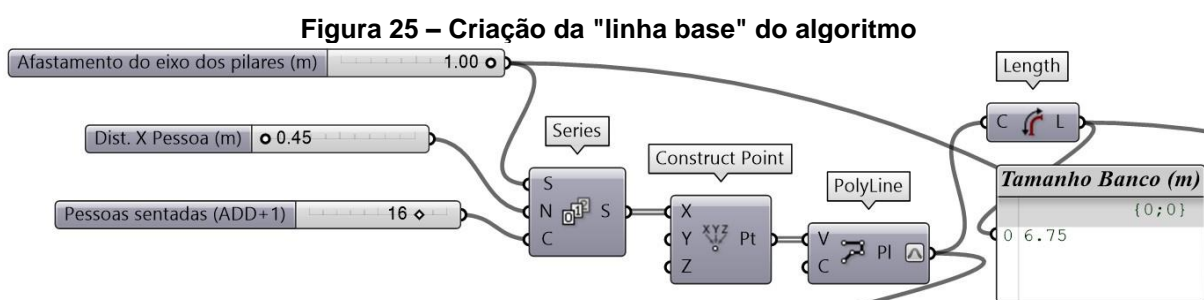 Figura 25 – Criação da "linha base" do algoritmo
Afastamento do eixo dos pilares (m) 1.00
Length
C L
Dist. X Pessoa (m) 0.45
Series
S
N S
C
Construct Point
X
Y XYZ Pt
Z
PolyLine
V Pl
C
Pessoas sentadas (ADD+1) 16
Tamanho Banco (m)
{0;0}
0 6.75